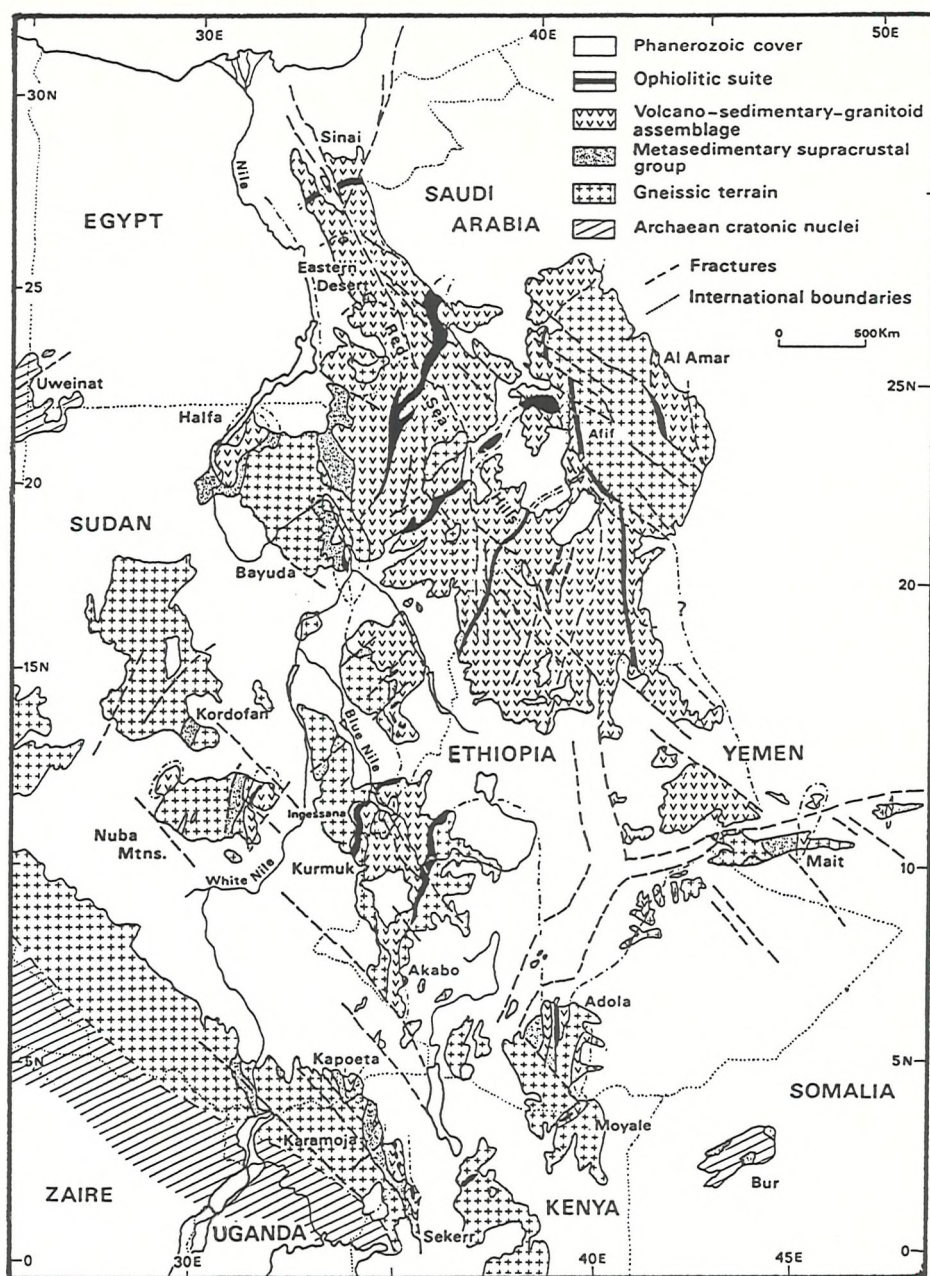 30E
40E
50E
Phanerozoic cover
Ophiolitic suite
Volcano-sedimentary-granitoid
assemblage
Metasedimentary supracrustal
group
Gneissic terrain
Archaean cratonic nuclei
Fractures
International boundaries
0 500Km
30N
Sinai
Nile
SAUDI
ARABIA
EGYPT
Eastern
Desert
25
Red
Sea
Hills
Al Amar
25N
Uweinat
Halfa
Afif
20
SUDAN
Bayuda
20
?
15N
Kordofan
Blue Nile
ETHIOPIA
YEMEN
Ingessana
Nuba
Mtns.
Kurmuk
White Nile
Mait
10
Akabo
Adola
5N
Kapoeta
5N
SOMALIA
Karamoja
Moyale
Bur
ZAIRE
KENYA
UGANDA
Sekerr
0
30E
40E
45E
0